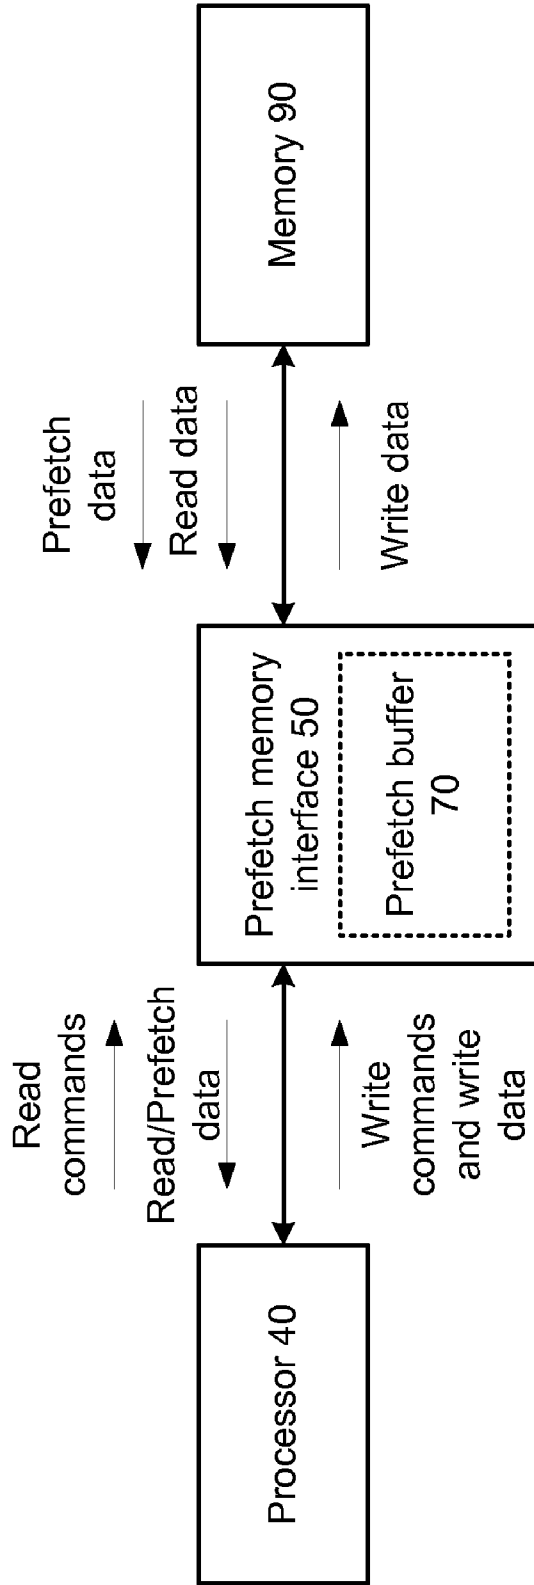 Processor 40
Read
commands
Read/Prefetch
data
Write
commands
and write
data
Prefetch memory
interface 50
Prefetch buffer
70
Prefetch
data
Read data
Write data
Memory 90